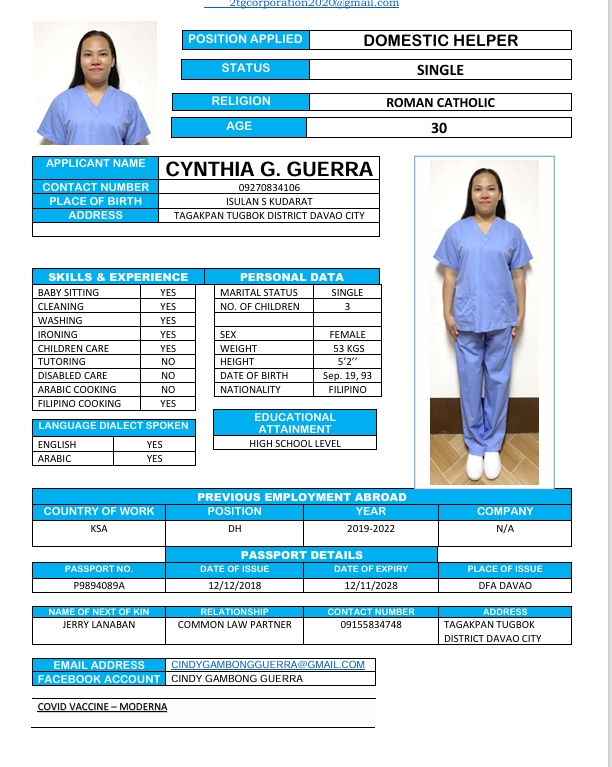 2tgcorporation2020@gmail.com
POSITION APPLIED DOMESTIC HELPER
STATUS SINGLE
RELIGION ROMAN CATHOLIC
AGE 30
APPLICANT NAME CYNTHIA G. GUERRA
CONTACT NUMBER 09270834106
PLACE OF BIRTH ISULAN S KUDARAT
ADDRESS TAGAKPAN TUGBOK DISTRICT DAVAO CITY
SKILLS & EXPERIENCE PERSONAL DATA
BABY SITTING YES MARITAL STATUS SINGLE
CLEANING YES NO. OF CHILDREN 3
WASHING YES
IRONING YES SEX FEMALE
CHILDREN CARE YES WEIGHT 53 KGS
TUTORING NO HEIGHT 5’2’’
DISABLED CARE NO DATE OF BIRTH Sep. 19, 93
ARABIC COOKING NO NATIONALITY FILIPINO
FILIPINO COOKING YES
LANGUAGE DIALECT SPOKEN
ENGLISH YES
ARABIC YES
EDUCATIONAL
ATTAINMENT
HIGH SCHOOL LEVEL
PREVIOUS EMPLOYMENT ABROAD
COUNTRY OF WORK POSITION YEAR COMPANY
KSA DH 2019-2022 N/A
PASSPORT DETAILS
PASSPORT NO. DATE OF ISSUE DATE OF EXPIRY PLACE OF ISSUE
P9894089A 12/12/2018 12/11/2028 DFA DAVAO
NAME OF NEXT OF KIN RELATIONSHIP CONTACT NUMBER ADDRESS
JERRY LANABAN COMMON LAW PARTNER 09155834748 TAGAKPAN TUGBOK
DISTRICT DAVAO CITY
EMAIL ADDRESS CINDYGAMBONGGUERRA@GMAIL.COM
FACEBOOK ACCOUNT CINDY GAMBONG GUERRA
COVID VACCINE – MODERNA